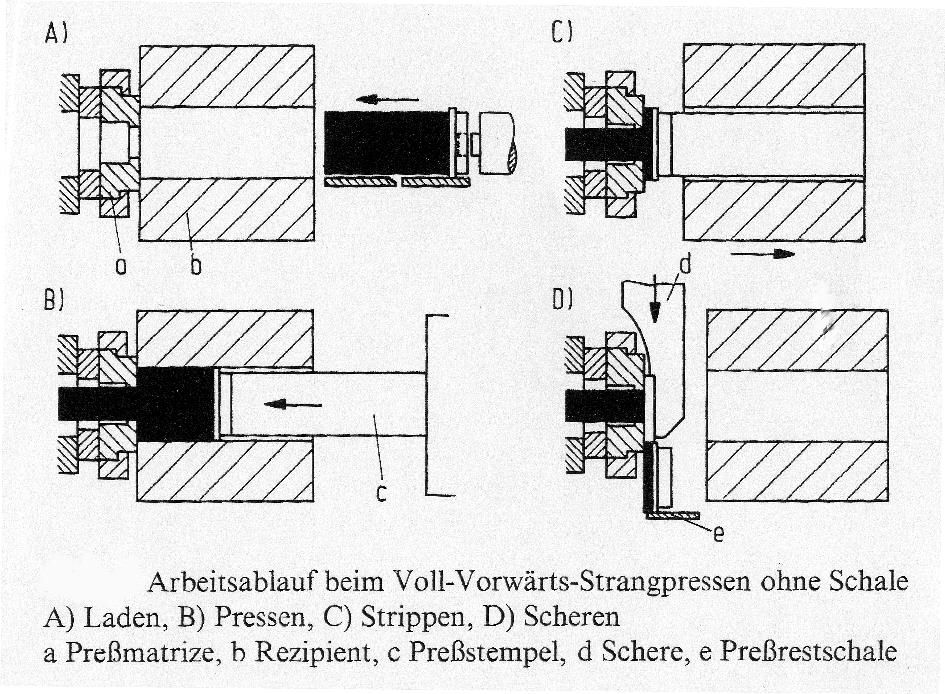 A)
C)
a
b
d
B)
D)
c
e
Arbeitsablauf beim Voll-Vorwärts-Strangpressen ohne Schale
A) Laden, B) Pressen, C) Strippen, D) Scheren
a Preßmatrize, b Rezipient, c Preßstempel, d Schere, e Preßrestschale